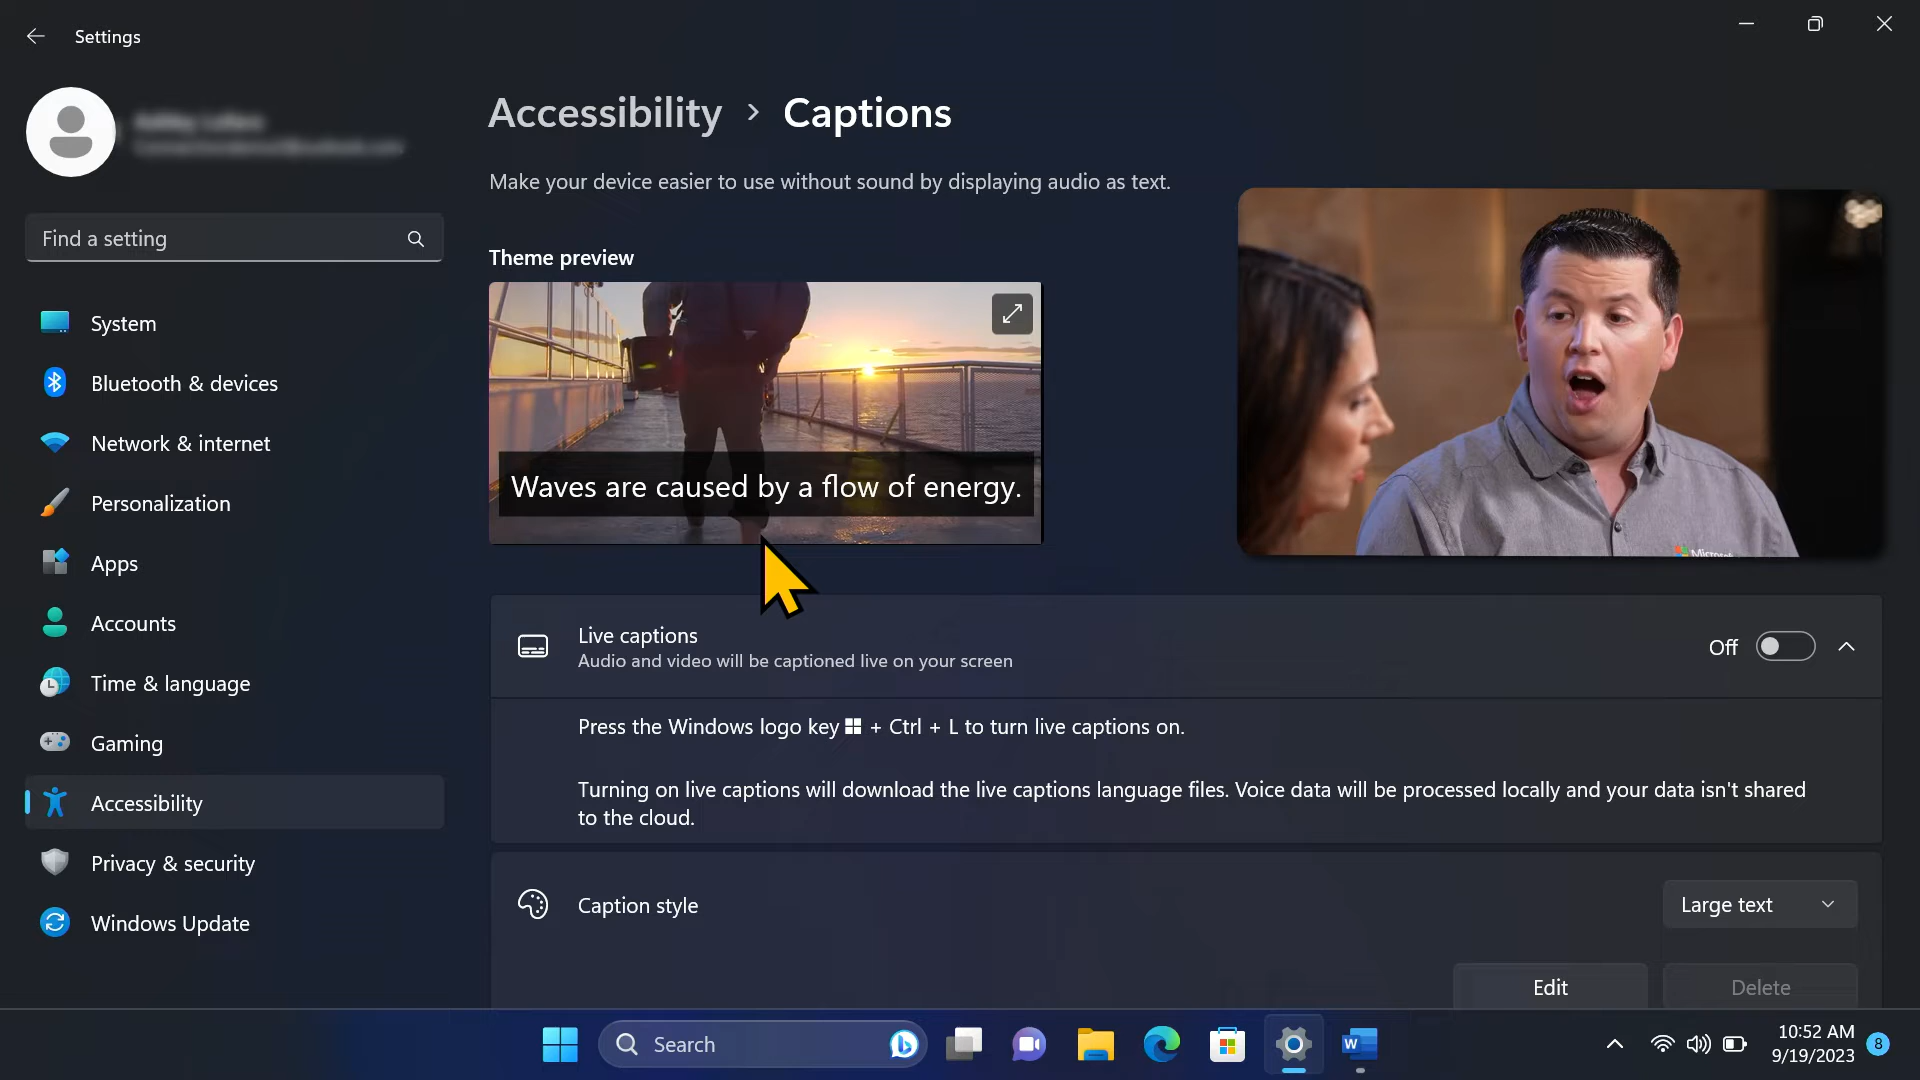 Settings
Find a setting
System
Bluetooth & devices
Network & internet
Personalization
Apps
Accounts
Time & language
Gaming
Accessibility
Privacy & security
Windows Update
Accessibility > Captions
Make your device easier to use without sound by displaying audio as text.
Theme preview
Waves are caused by a flow of energy.
Microsoft
Live captions
Audio and video will be captioned live on your screen
Off
Press the Windows logo key + Ctrl + L to turn live captions on.
Turning on live captions will download the live captions language files. Voice data will be processed locally and your data isn't shared
to the cloud.
Caption style
Large text
Edit
Delete
Search
W
10:52 AM
9/19/2023
8